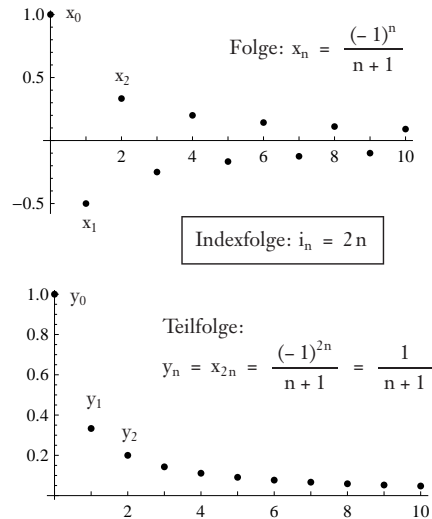 1.0
x₀
Folge: xₙ = (-1)ⁿ / (n + 1)
0.5
x₂
2 4 6 8 10
-0.5
x₁
Indexfolge: iₙ = 2n
1.0
y₀
Teilfolge:
0.8
yₙ = x₂ₙ = (-1)²ⁿ / (n + 1) = 1 / (n + 1)
0.6
0.4
y₁
y₂
0.2
2 4 6 8 10